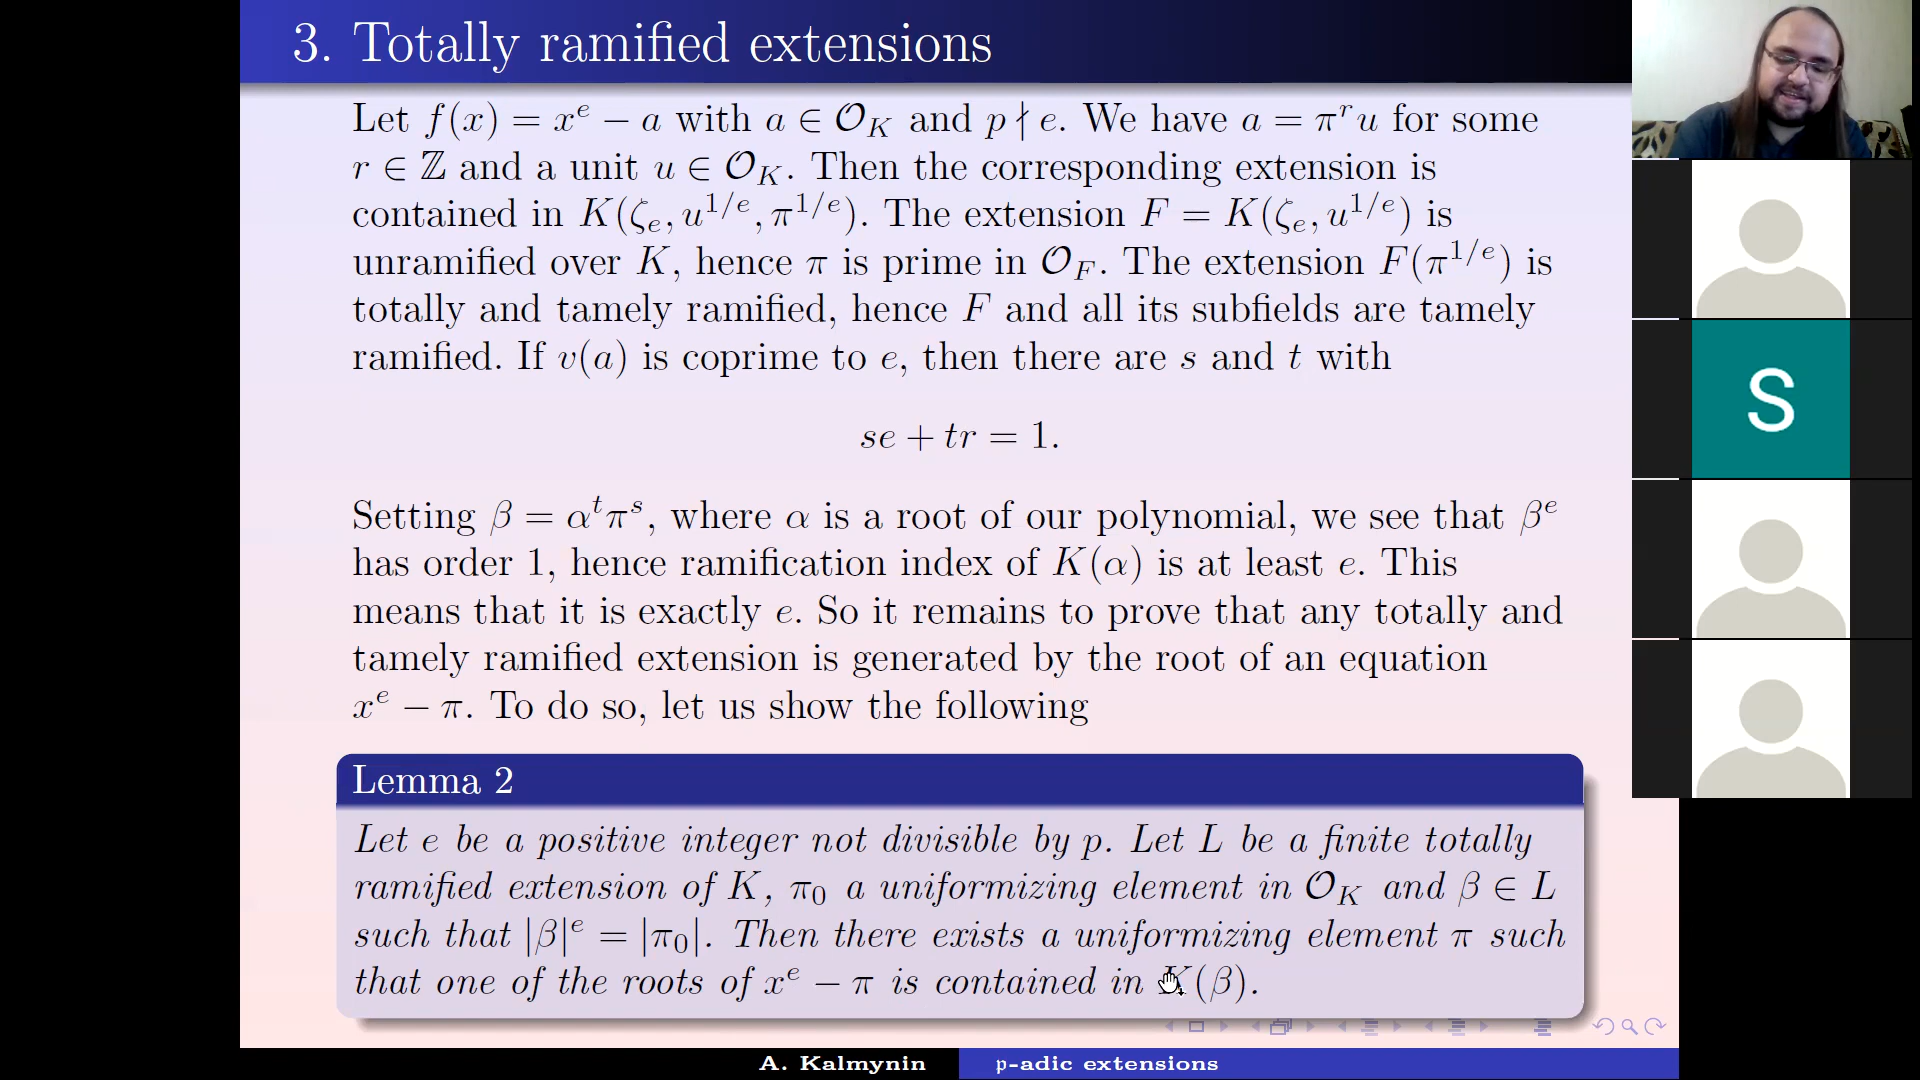 3. Totally ramified extensions
Let f(x) = x^e − a with a ∈ 𝒪_K and p ∤ e. We have a = π^r u for some
r ∈ ℤ and a unit u ∈ 𝒪_K. Then the corresponding extension is
contained in K(ζ_e, u^{1/e}, π^{1/e}). The extension F = K(ζ_e, u^{1/e}) is
unramified over K, hence π is prime in 𝒪_F. The extension F(π^{1/e}) is
totally and tamely ramified, hence F and all its subfields are tamely
ramified. If v(a) is coprime to e, then there are s and t with
se + tr = 1.
Setting β = α^t π^s, where α is a root of our polynomial, we see that β^e
has order 1, hence ramification index of K(α) is at least e. This
means that it is exactly e. So it remains to prove that any totally and
tamely ramified extension is generated by the root of an equation
x^e − π. To do so, let us show the following
Lemma 2
Let e be a positive integer not divisible by p. Let L be a finite totally
ramified extension of K, π_0 a uniformizing element in 𝒪_K and β ∈ L
such that |β|^e = |π_0|. Then there exists a uniformizing element π such
that one of the roots of x^e − π is contained in K(β).
A. Kalmynin
p-adic extensions
S